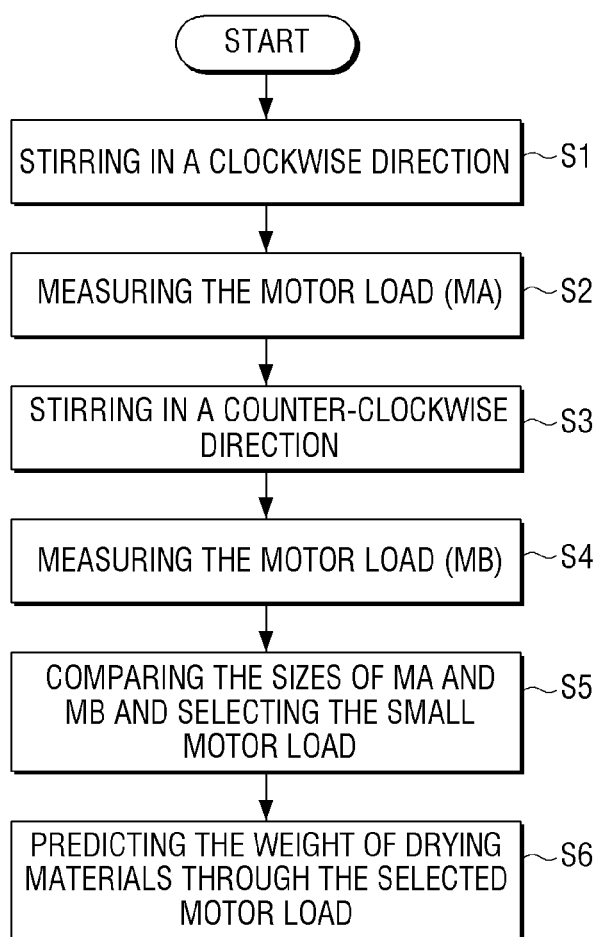 START
STIRRING IN A CLOCKWISE DIRECTION
S1
MEASURING THE MOTOR LOAD (MA)
S2
STIRRING IN A COUNTER-CLOCKWISE
DIRECTION
S3
MEASURING THE MOTOR LOAD (MB)
S4
COMPARING THE SIZES OF MA AND
MB AND SELECTING THE SMALL
MOTOR LOAD
S5
PREDICTING THE WEIGHT OF DRYING
MATERIALS THROUGH THE SELECTED
MOTOR LOAD
S6